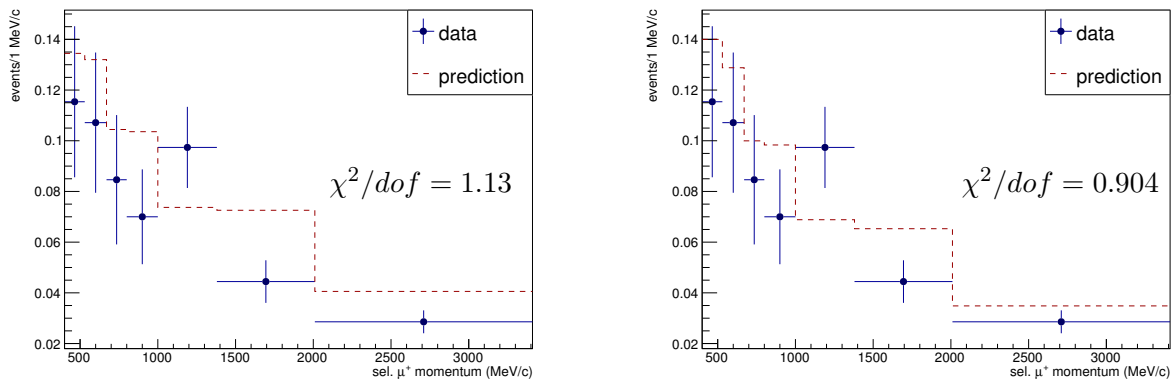 events/1 MeV/c
0.14
0.12
0.1
0.08
0.06
0.04
0.02
data
prediction
χ²/dof = 1.13
500 1000 1500 2000 2500 3000
sel. μ⁺ momentum (MeV/c)
events/1 MeV/c
0.14
0.12
0.1
0.08
0.06
0.04
0.02
data
prediction
χ²/dof = 0.904
500 1000 1500 2000 2500 3000
sel. μ⁺ momentum (MeV/c)